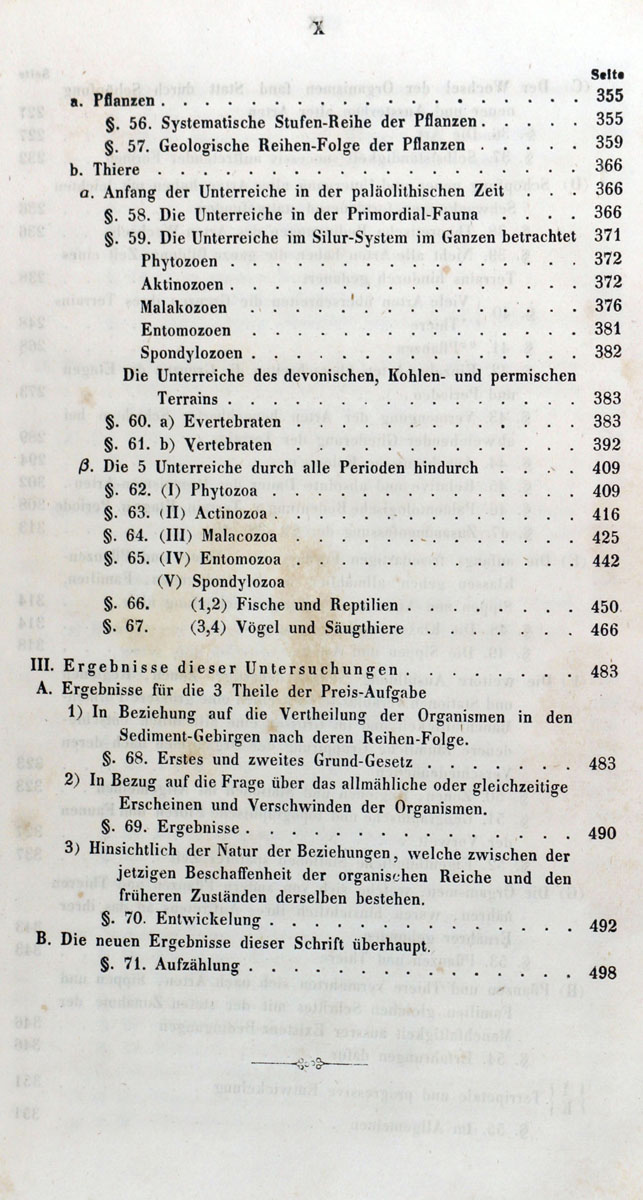 X
Seite
a. Pflanzen . . . . . . . . . . . . . . . . . . 355
§. 56. Systematische Stufen-Reihe der Pflanzen . . . . . 355
§. 57. Geologische Reihen-Folge der Pflanzen . . . . . 359
b. Thiere . . . . . . . . . . . . . . . . . . 366
α. Anfang der Unterreiche in der paläolithischen Zeit . . . 366
§. 58. Die Unterreiche in der Primordial-Fauna . . . . 366
§. 59. Die Unterreiche im Silur-System im Ganzen betrachtet 371
Phytozoen . . . . . . . . . . . . . . 372
Aktinozoen . . . . . . . . . . . . . . 372
Malakozoen . . . . . . . . . . . . . . 376
Entomozoen . . . . . . . . . . . . . . 381
Spondylozoen . . . . . . . . . . . . . . 382
Die Unterreiche des devonischen, Kohlen- und permischen
Terrains . . . . . . . . . . . . . . 383
§. 60. a) Evertebraten . . . . . . . . . . . . 383
§. 61. b) Vertebraten . . . . . . . . . . . . 392
β. Die 5 Unterreiche durch alle Perioden hindurch . . . . 409
§. 62. (I) Phytozoa . . . . . . . . . . . . 409
§. 63. (II) Actinozoa . . . . . . . . . . . . 416
§. 64. (III) Malacozoa . . . . . . . . . . . . 425
§. 65. (IV) Entomozoa . . . . . . . . . . . . 442
(V) Spondylozoa
§. 66. (1,2) Fische und Reptilien . . . . . . . . 450
§. 67. (3,4) Vögel und Säugthiere . . . . . . . 466
III. Ergebnisse dieser Untersuchungen . . . . . . . . 483
A. Ergebnisse für die 3 Theile der Preis-Aufgabe
1) In Beziehung auf die Vertheilung der Organismen in den
Sediment-Gebirgen nach deren Reihen-Folge.
§. 68. Erstes und zweites Grund-Gesetz . . . . . . . 483
2) In Bezug auf die Frage über das allmähliche oder gleichzeitige
Erscheinen und Verschwinden der Organismen.
§. 69. Ergebnisse . . . . . . . . . . . . . . 490
3) Hinsichtlich der Natur der Beziehungen, welche zwischen der
jetzigen Beschaffenheit der organischen Reiche und den
früheren Zuständen derselben bestehen.
§. 70. Entwickelung . . . . . . . . . . . . . 492
B. Die neuen Ergebnisse dieser Schrift überhaupt.
§. 71. Aufzählung . . . . . . . . . . . . . . 498